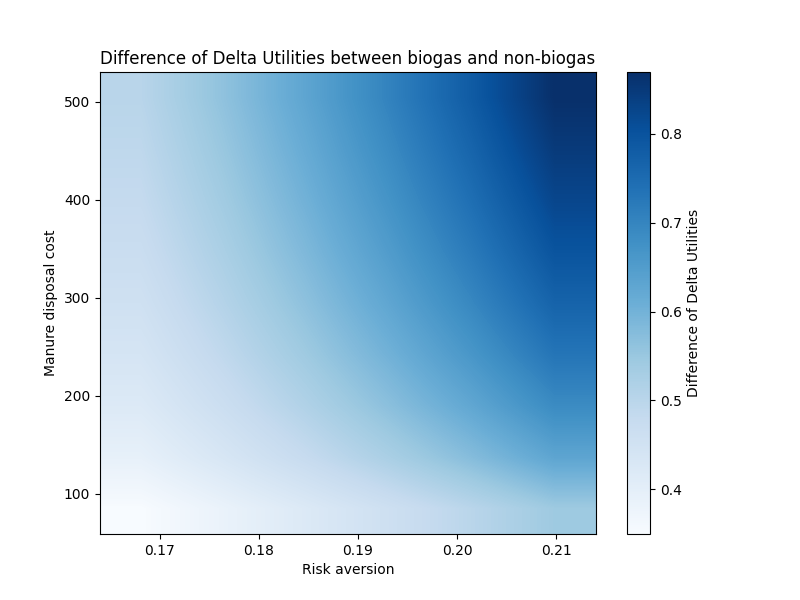 Difference of Delta Utilities between biogas and non-biogas
500
400
300
200
100
Manure disposal cost
0.17 0.18 0.19 0.20 0.21
Risk aversion
0.8
0.7
0.6
0.5
0.4
Difference of Delta Utilities